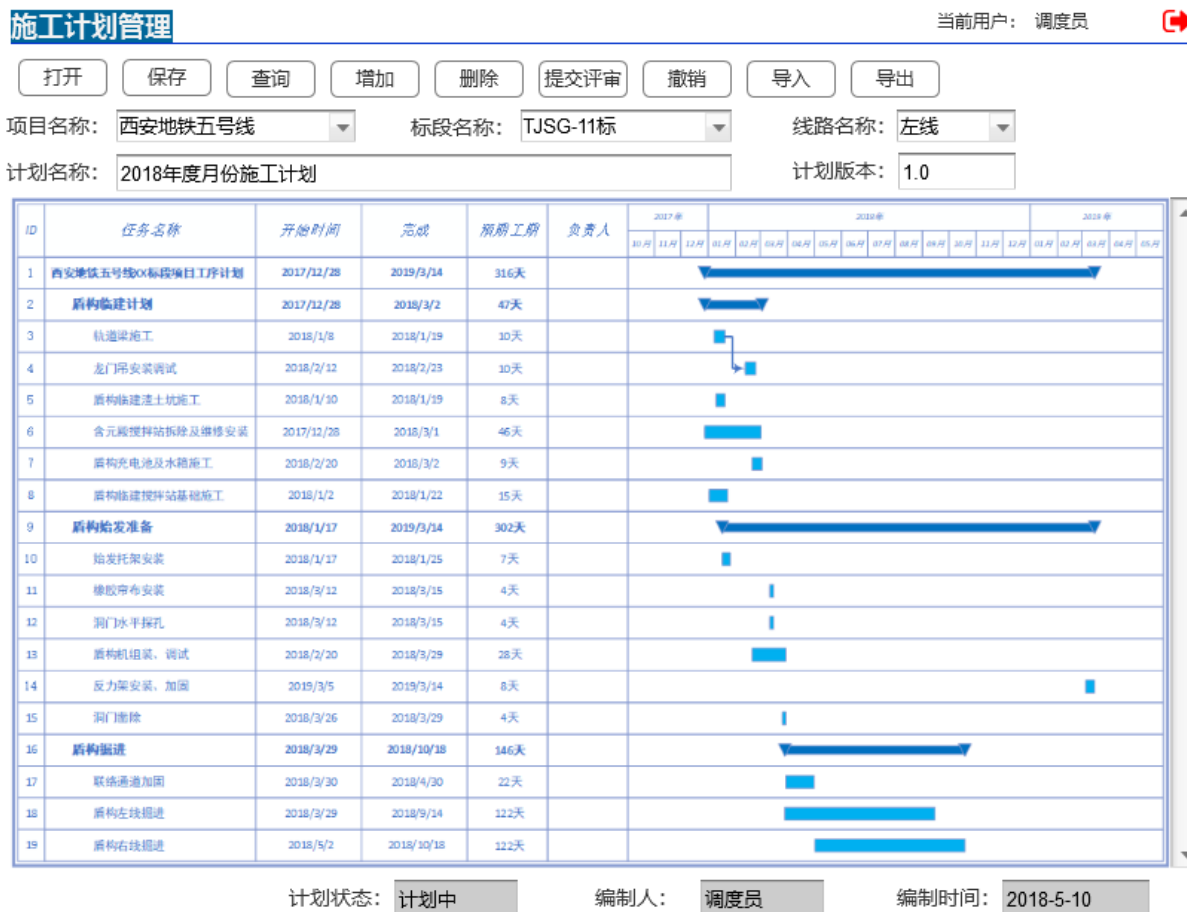 施工计划管理 当前用户： 调度员
打开 保存 查询 增加 删除 提交评审 撤销 导入 导出
项目名称： 西安地铁五号线 标段名称： TJSG-11标 线路名称： 左线
计划名称： 2018年度月份施工计划 计划版本： 1.0
ID 任务名称 开始时间 完成 预期工期 负责人 2017年 2018年 2019年
10月 11月 12月 01月 02月 03月 04月 05月 06月 07月 08月 09月 10月 11月 12月 01月 02月 03月 04月 05月
1 西安地铁五号线XX标段项目工序计划 2017/12/28 2019/3/14 316天
2 盾构临建计划 2017/12/28 2018/3/2 47天
3 轨道梁施工 2018/1/8 2018/1/19 10天
4 龙门吊安装调试 2018/2/12 2018/2/23 10天
5 盾构临建渣土坑施工 2018/1/10 2018/1/19 8天
6 含元殿搅拌站拆除及维修安装 2017/12/28 2018/3/1 46天
7 盾构充电池及水箱施工 2018/2/20 2018/3/2 9天
8 盾构临建搅拌站基础施工 2018/1/2 2018/1/22 15天
9 盾构始发准备 2018/1/17 2019/3/14 302天
10 始发托架安装 2018/1/17 2018/1/25 7天
11 橡胶帘布安装 2018/3/12 2018/3/15 4天
12 洞门水平探孔 2018/3/12 2018/3/15 4天
13 盾构机组装、调试 2018/2/20 2018/3/29 28天
14 反力架安装、加固 2019/3/5 2019/3/14 8天
15 洞门凿除 2018/3/26 2018/3/29 4天
16 盾构掘进 2018/3/29 2018/10/18 146天
17 联络通道加固 2018/3/30 2018/4/30 22天
18 盾构左线掘进 2018/3/29 2018/9/14 122天
19 盾构右线掘进 2018/5/2 2018/10/18 122天
计划状态： 计划中 编制人： 调度员 编制时间： 2018-5-10